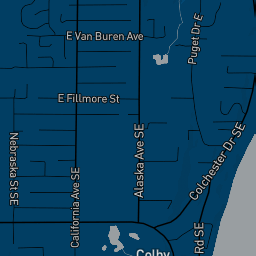 E Van Buren Ave
Puget Dr E
E Fillmore St
Nebraska St SE
California Ave SE
Alaska Ave SE
Colchester Dr SE
Colby
Rd SE